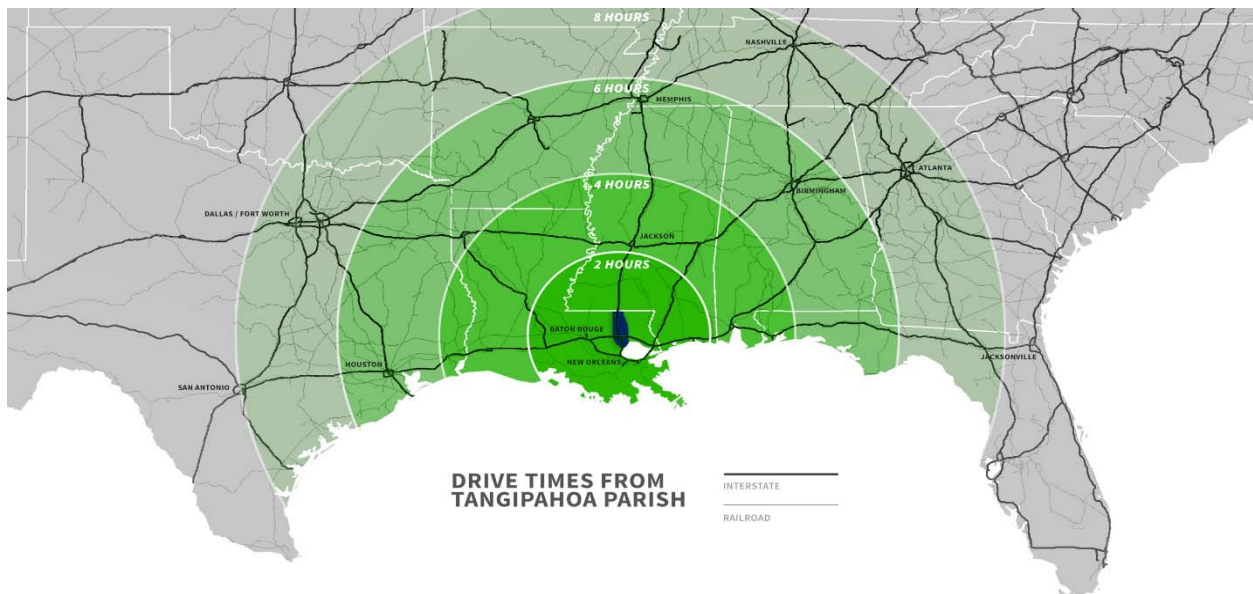 8 HOURS
NASHVILLE
6 HOURS
MEMPHIS
ATLANTA
4 HOURS
BIRMINGHAM
DALLAS / FORT WORTH
JACKSON
2 HOURS
BATON ROUGE
NEW ORLEANS
JACKSONVILLE
HOUSTON
SAN ANTONIO
DRIVE TIMES FROM
TANGIPAHOA PARISH
INTERSTATE
RAILROAD